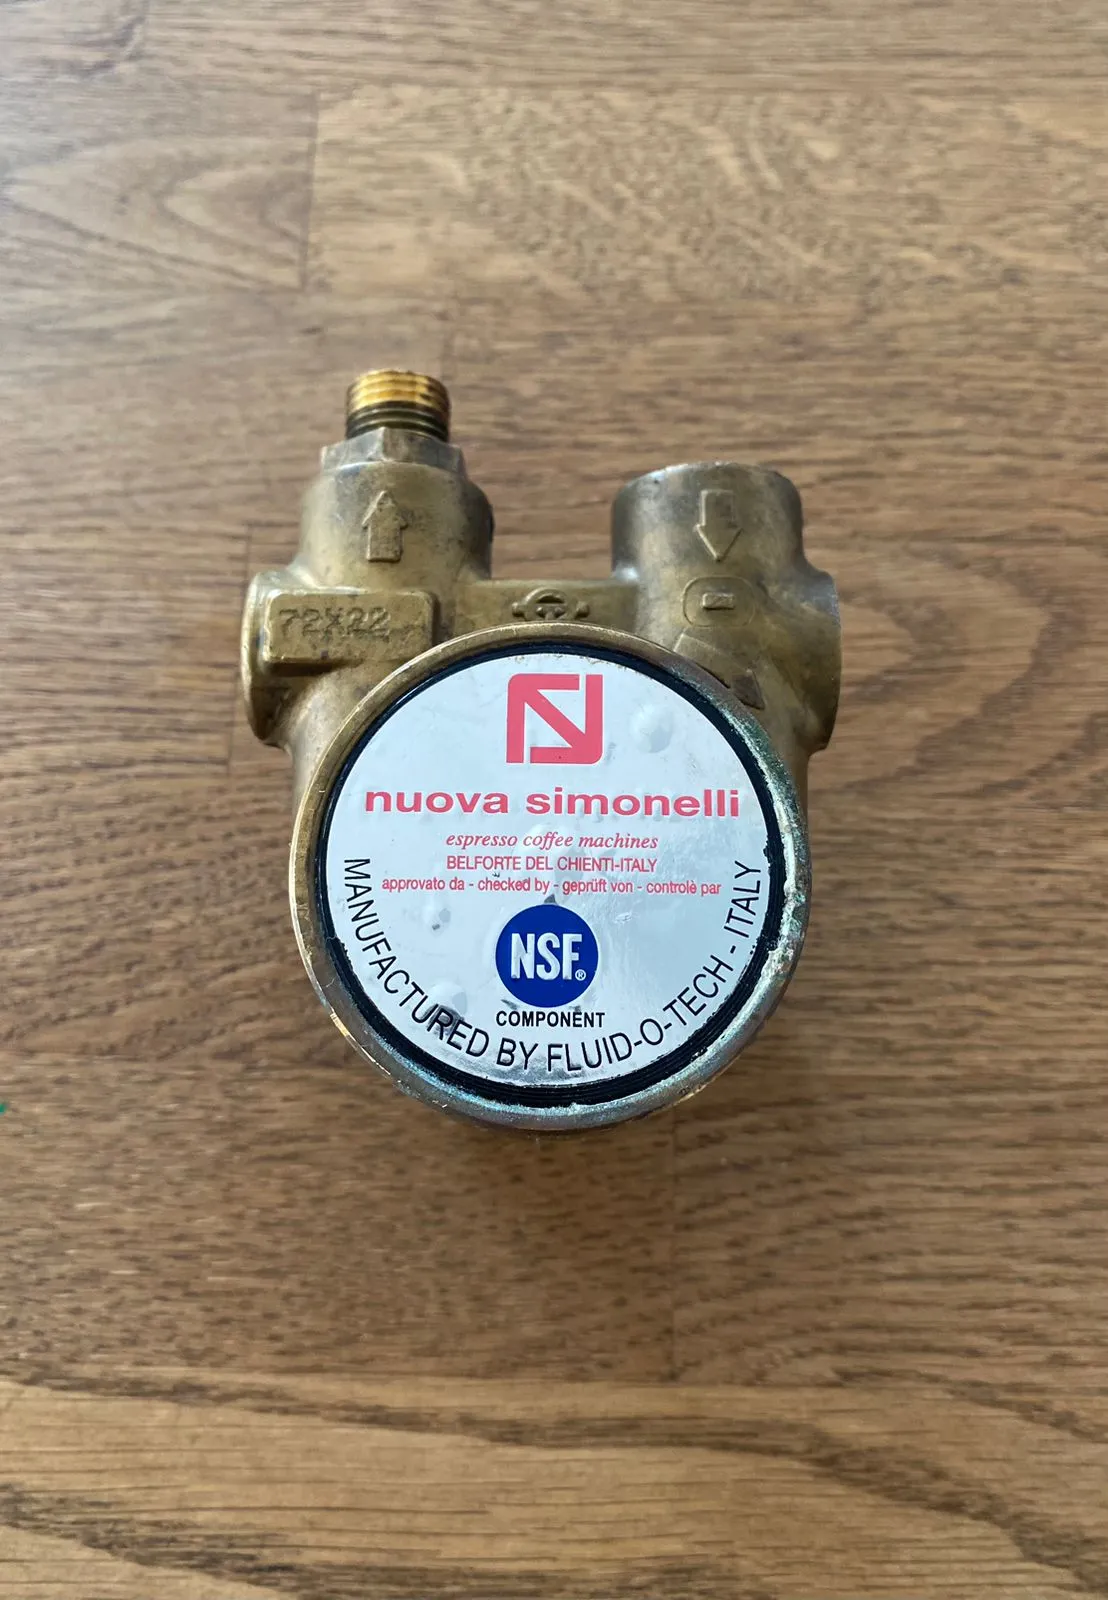 72X22
nuova simonelli
espresso coffee machines
BELFORTE DEL CHIENTI-ITALY
approvato da - checked by - geprüft von - controlè par
NSF®
COMPONENT
MANUFACTURED BY FLUID-O-TECH - ITALY